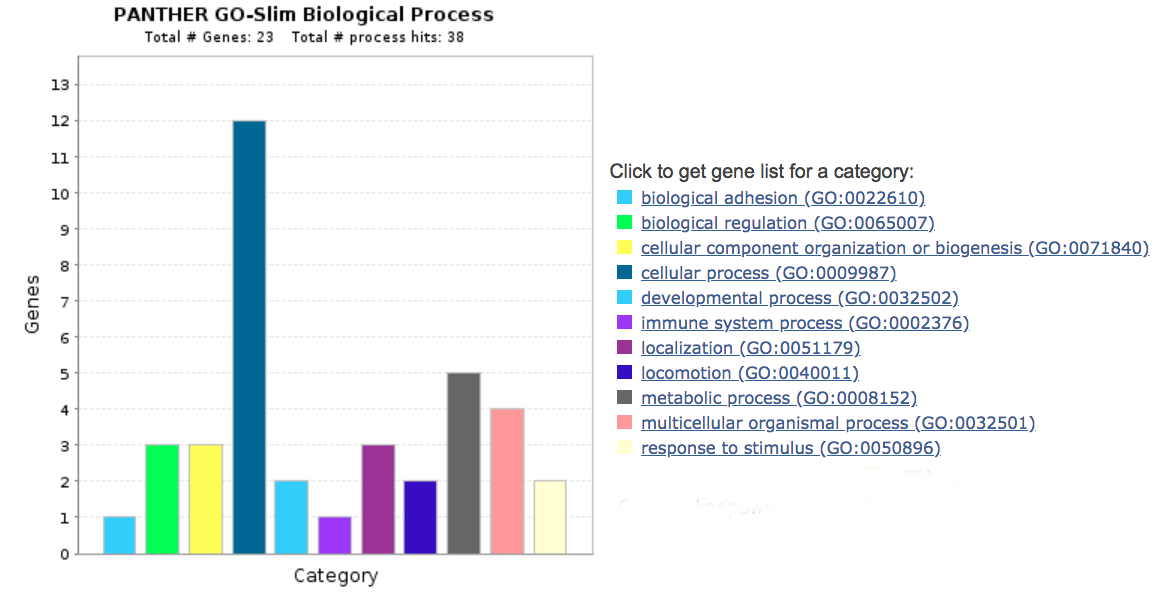 PANTHER GO-Slim Biological Process
Total # Genes: 23 Total # process hits: 38
13
12
11
10
9
8
7
6
5
4
3
2
1
0
Genes
Category
Click to get gene list for a category:
biological adhesion (GO:0022610)
biological regulation (GO:0065007)
cellular component organization or biogenesis (GO:0071840)
cellular process (GO:0009987)
developmental process (GO:0032502)
immune system process (GO:0002376)
localization (GO:0051179)
locomotion (GO:0040011)
metabolic process (GO:0008152)
multicellular organismal process (GO:0032501)
response to stimulus (GO:0050896)